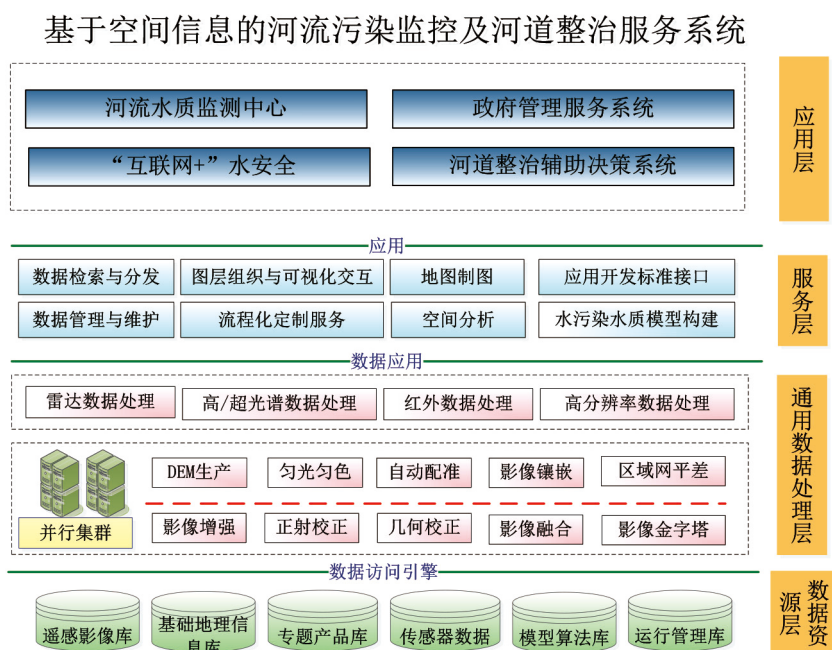 基于空间信息的河流污染监控及河道整治服务系统
河流水质监测中心
政府管理服务系统
“互联网+”水安全
河道整治辅助决策系统
应用层
应用
数据检索与分发
图层组织与可视化交互
地图制图
应用开发标准接口
数据管理与维护
流程化定制服务
空间分析
水污染水质模型构建
服务层
数据应用
雷达数据处理
高/超光谱数据处理
红外数据处理
高分辨率数据处理
DEM生产
匀光匀色
自动配准
影像镶嵌
区域网平差
并行集群
影像增强
正射校正
几何校正
影像融合
影像金字塔
通用数据处理层
数据访问引擎
遥感影像库
基础地理信
息库
专题产品库
传感器数据
模型算法库
运行管理库
数据资
源层